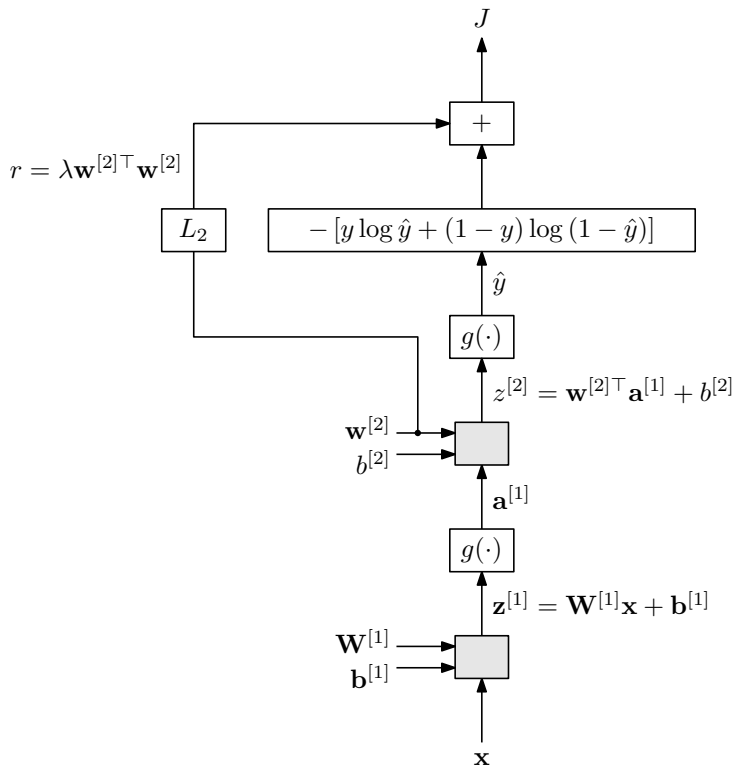 J
+
r = λw^{[2]⊤}w^{[2]}
L₂
− [y log ŷ + (1 − y) log (1 − ŷ)]
ŷ
g(·)
z^{[2]} = w^{[2]⊤}a^{[1]} + b^{[2]}
w^{[2]}
b^{[2]}
a^{[1]}
g(·)
z^{[1]} = W^{[1]}x + b^{[1]}
W^{[1]}
b^{[1]}
x